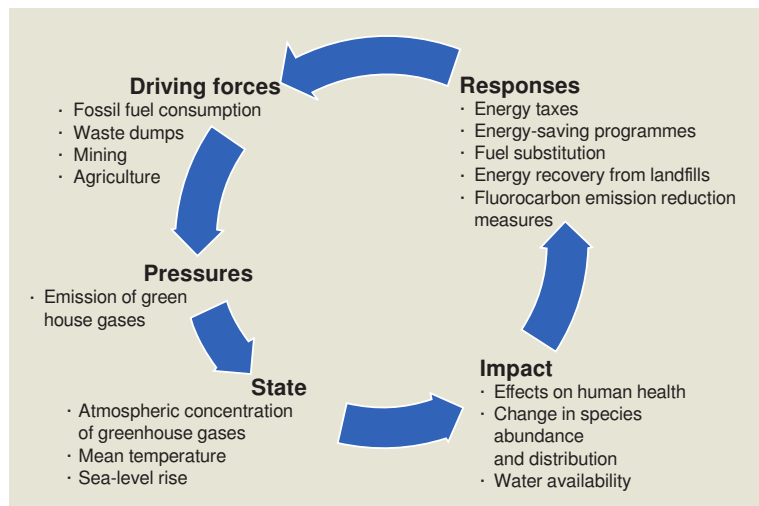 Driving forces
· Fossil fuel consumption
· Waste dumps
· Mining
· Agriculture
Pressures
· Emission of green
house gases
State
· Atmospheric concentration
of greenhouse gases
· Mean temperature
· Sea-level rise
Impact
· Effects on human health
· Change in species
abundance
and distribution
· Water availability
Responses
· Energy taxes
· Energy-saving programmes
· Fuel substitution
· Energy recovery from landfills
· Fluorocarbon emission reduction
measures